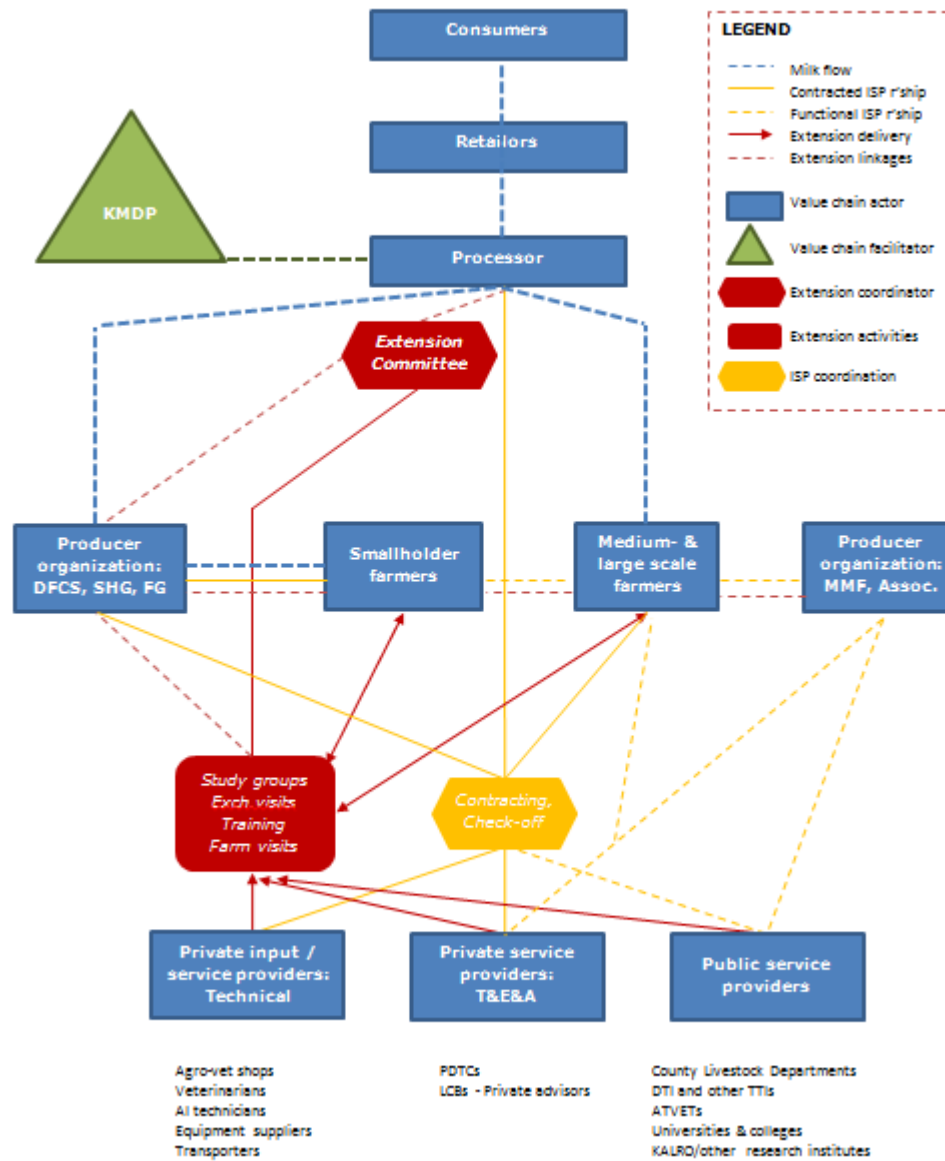 Consumers
Retailors
KMDP
Processor
Extension
Committee
Producer
organization:
DFCS, SHG, FG
Smallholder
farmers
Medium- &
large scale
farmers
Producer
organization:
MMF, Assoc.
Study groups
Exch. visits
Training
Farm visits
Contracting,
Check-off
Private input /
service providers:
Technical
Private service
providers:
T&E&A
Public service
providers
Agro-vet shops
Veterinarians
AI technicians
Equipment suppliers
Transporters
PDTCs
LCBs - Private advisors
County Livestock Departments
DTI and other TTIs
ATVETs
Universities & colleges
KALRO/other research institutes
LEGEND
Milk flow
Contracted ISP r'ship
Functional ISP r'ship
Extension delivery
Extension linkages
Value chain actor
Value chain facilitator
Extension coordinator
Extension activities
ISP coordination